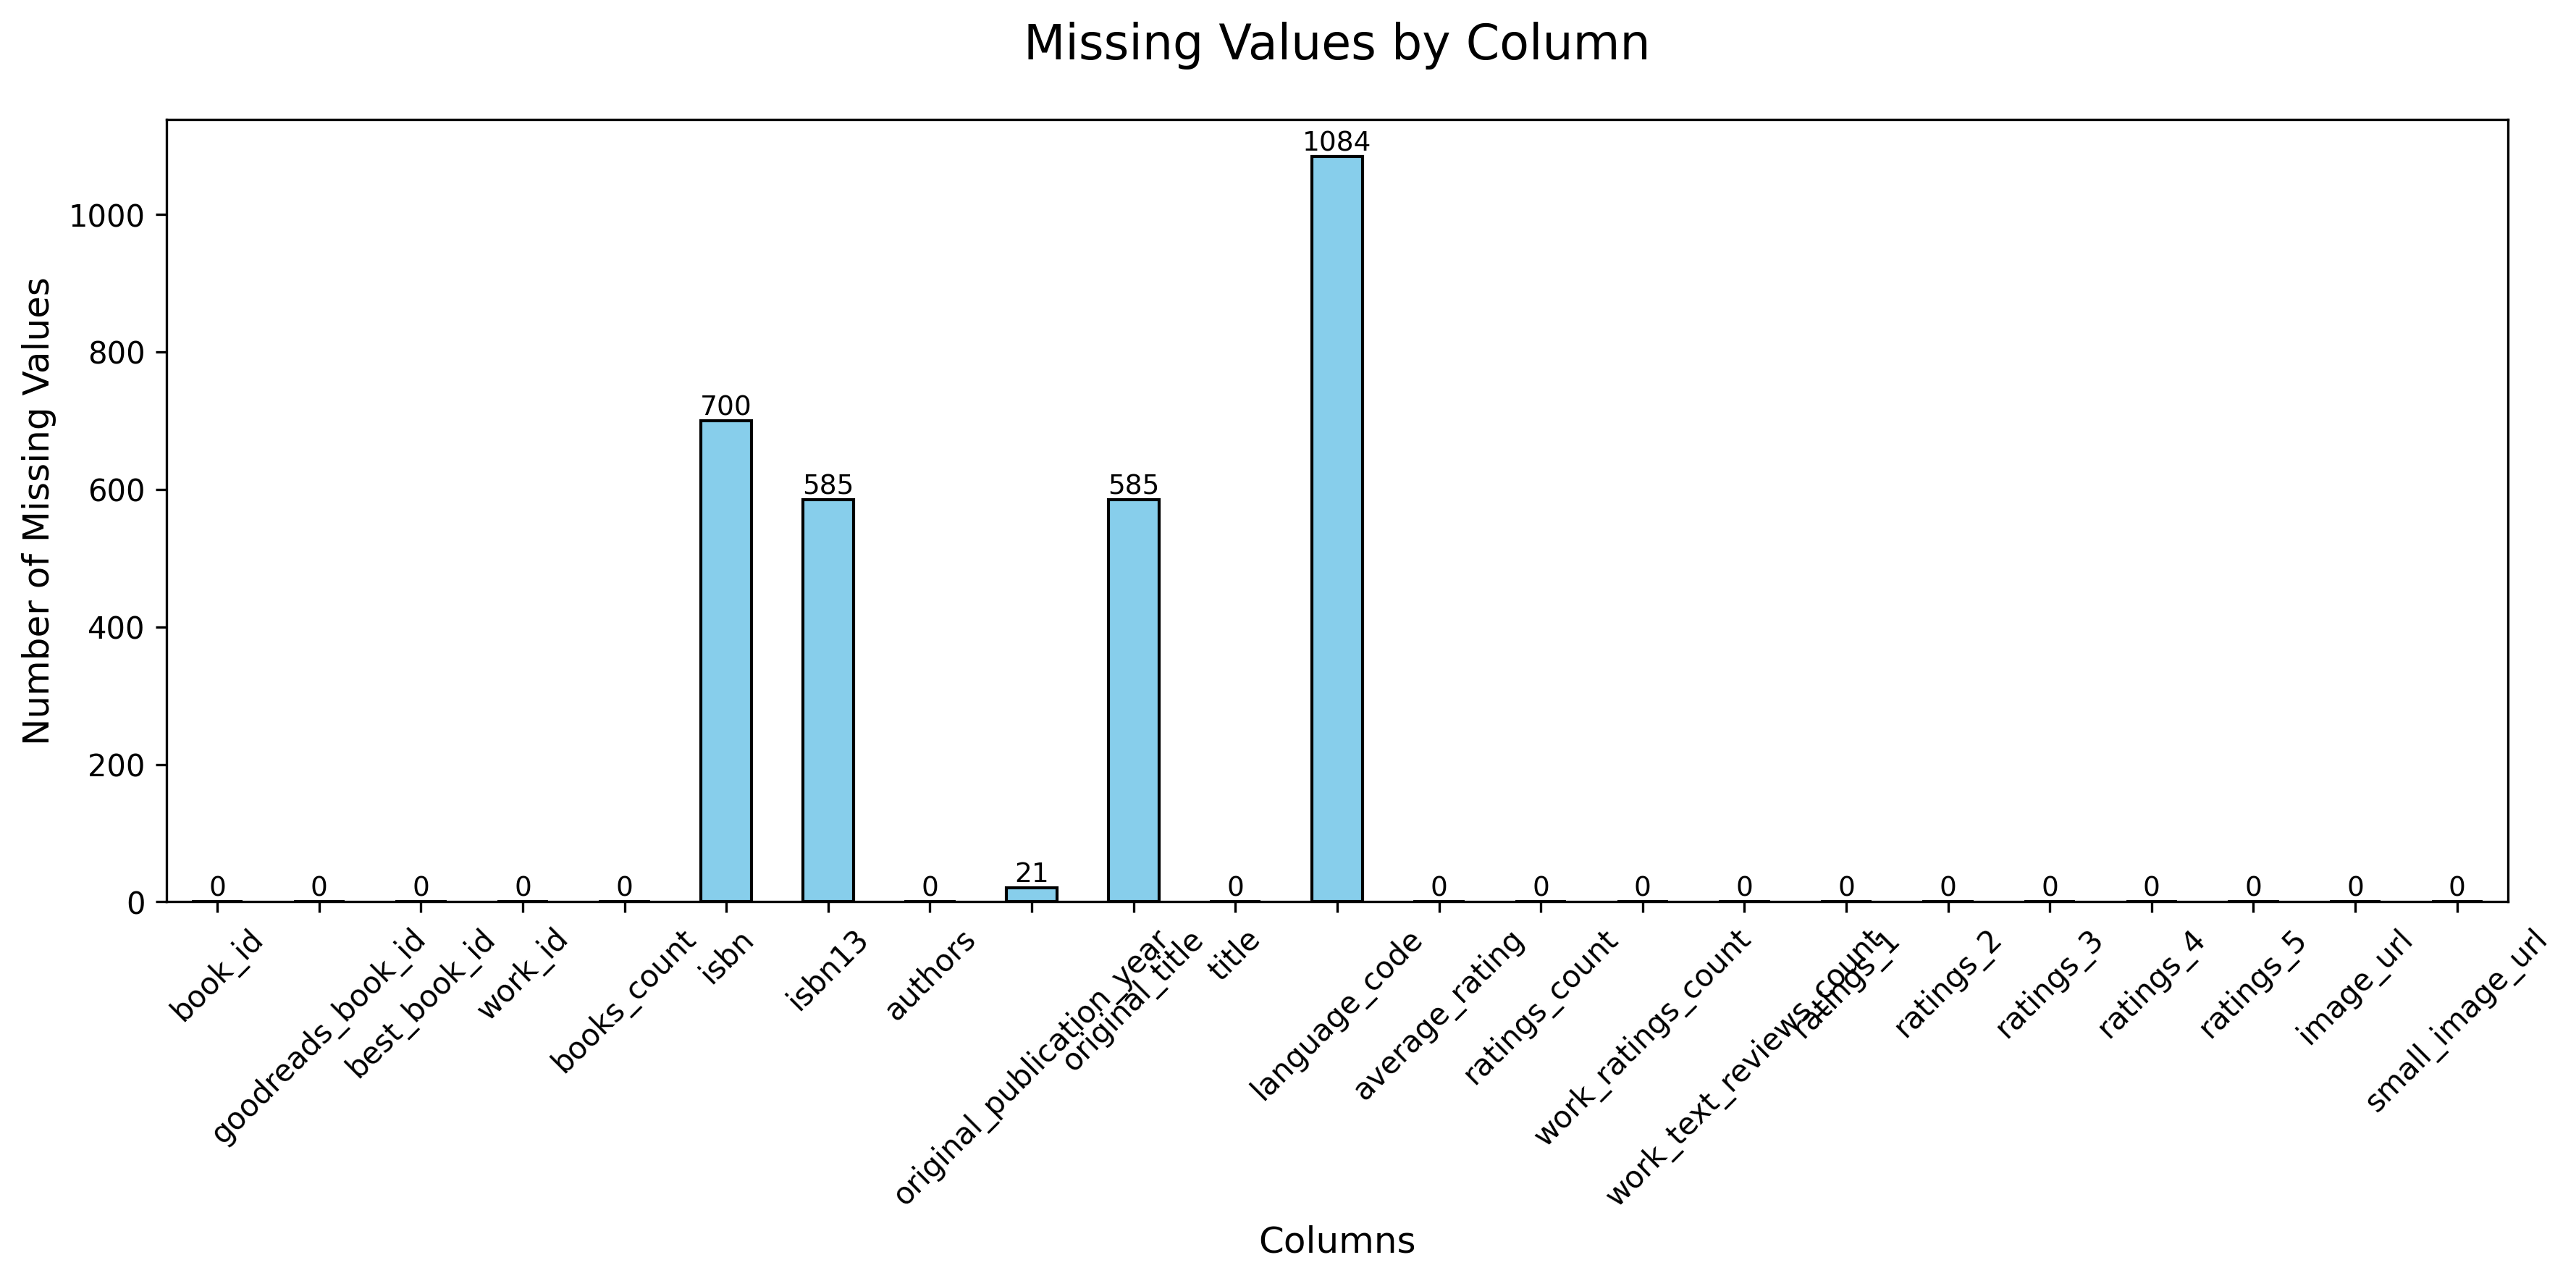 Missing Values by Column
Number of Missing Values
1000
800
600
400
200
0
0
0
0
0
0
700
585
0
21
585
0
1084
0
0
0
0
0
0
0
0
0
0
0
book_id
goodreads_book_id
best_book_id
work_id
books_count
isbn
isbn13
authors
original_publication_year
original_title
title
language_code
average_rating
ratings_count
work_ratings_count
work_text_reviews_count
ratings_1
ratings_2
ratings_3
ratings_4
ratings_5
image_url
small_image_url
Columns